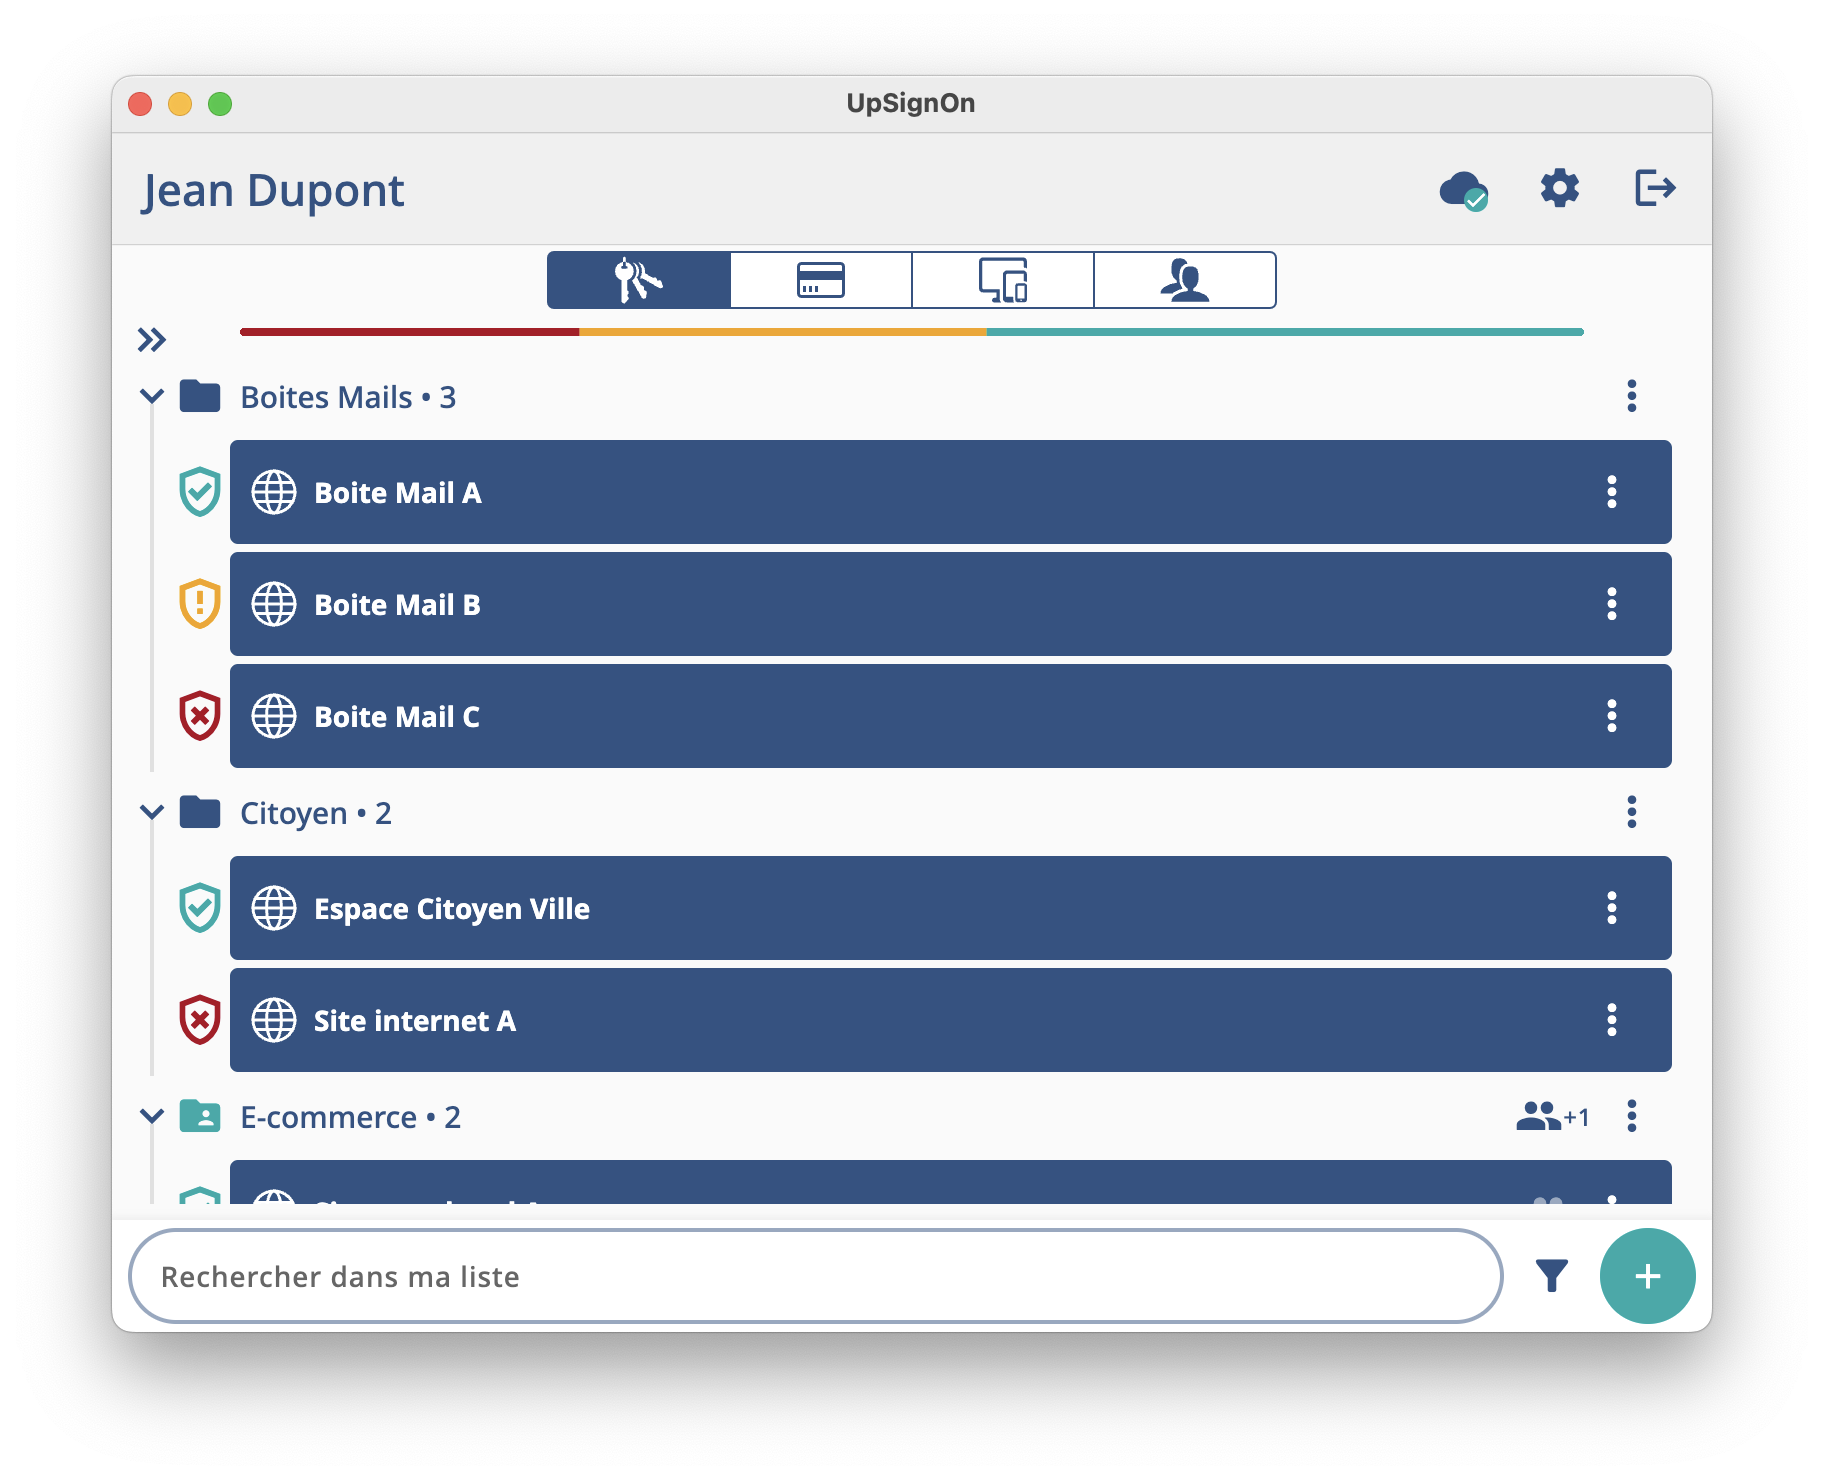 UpSignOn
Jean Dupont
Boites Mails • 3
Boite Mail A
Boite Mail B
Boite Mail C
Citoyen • 2
Espace Citoyen Ville
Site internet A
E-commerce • 2
+1
Rechercher dans ma liste